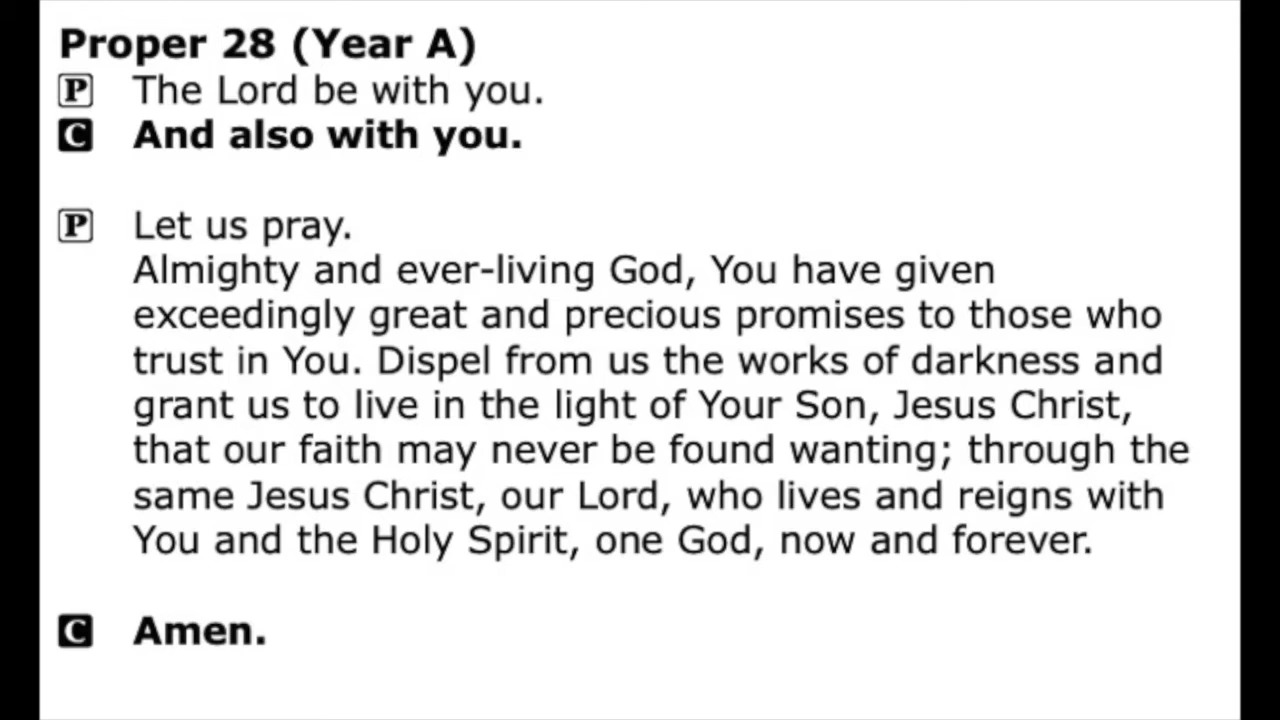 Proper 28 (Year A)
P The Lord be with you.
C And also with you.
P Let us pray.
Almighty and ever-living God, You have given
exceedingly great and precious promises to those who
trust in You. Dispel from us the works of darkness and
grant us to live in the light of Your Son, Jesus Christ,
that our faith may never be found wanting; through the
same Jesus Christ, our Lord, who lives and reigns with
You and the Holy Spirit, one God, now and forever.
C Amen.